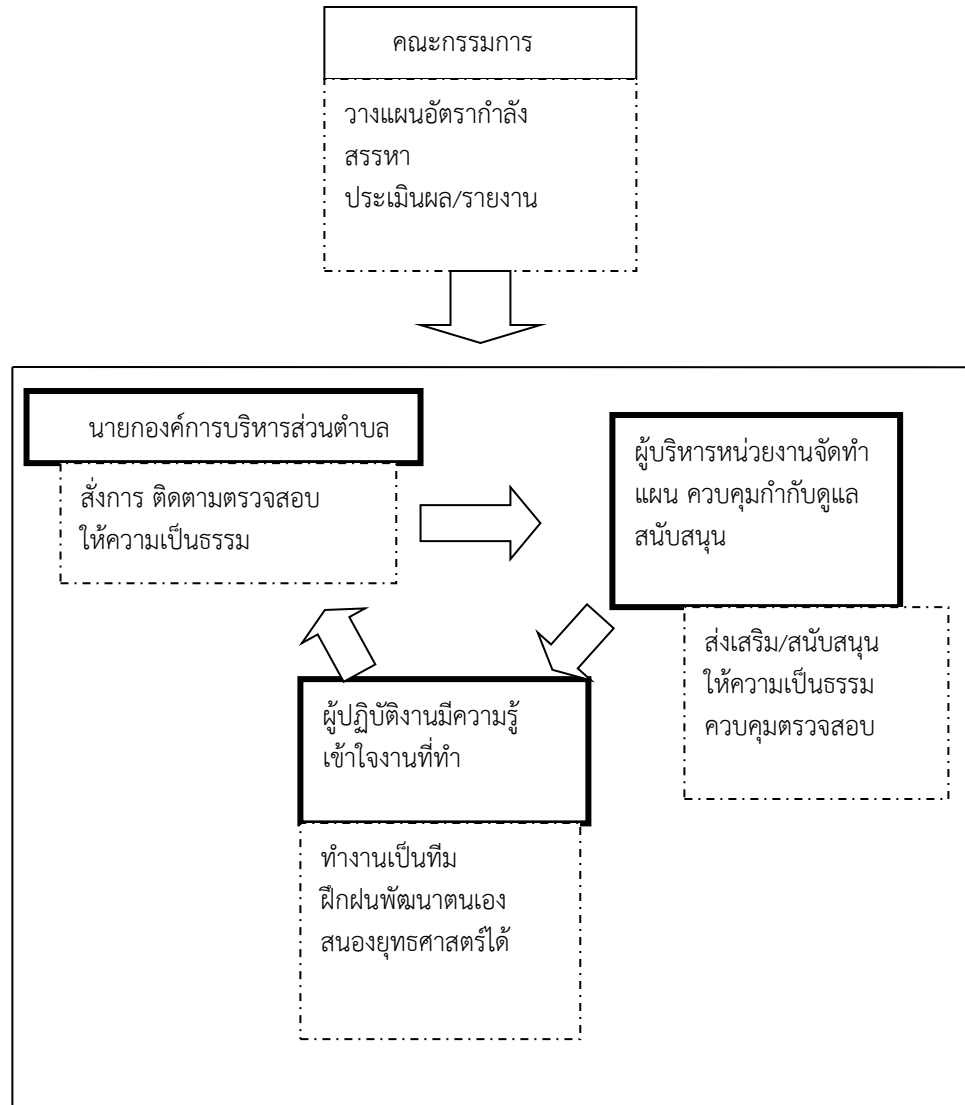 คณะกรรมการ
วางแผนอัตรากำลัง
สรรหา
ประเมินผล/รายงาน
นายกองค์การบริหารส่วนตำบล
สั่งการ ติดตามตรวจสอบ
ให้ความเป็นธรรม
ผู้บริหารหน่วยงานจัดทำ
แผน ควบคุมกำกับดูแล
สนับสนุน
ส่งเสริม/สนับสนุน
ให้ความเป็นธรรม
ควบคุมตรวจสอบ
ผู้ปฏิบัติงานมีความรู้
เข้าใจงานที่ทำ
ทำงานเป็นทีม
ฝึกฝนพัฒนาตนเอง
สนองยุทธศาสตร์ได้